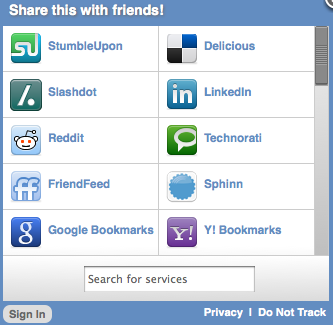 Share this with friends!
StumbleUpon Delicious
Slashdot LinkedIn
Reddit Technorati
FriendFeed Sphinn
Google Bookmarks Y! Bookmarks
Search for services
Sign In Privacy | Do Not Track